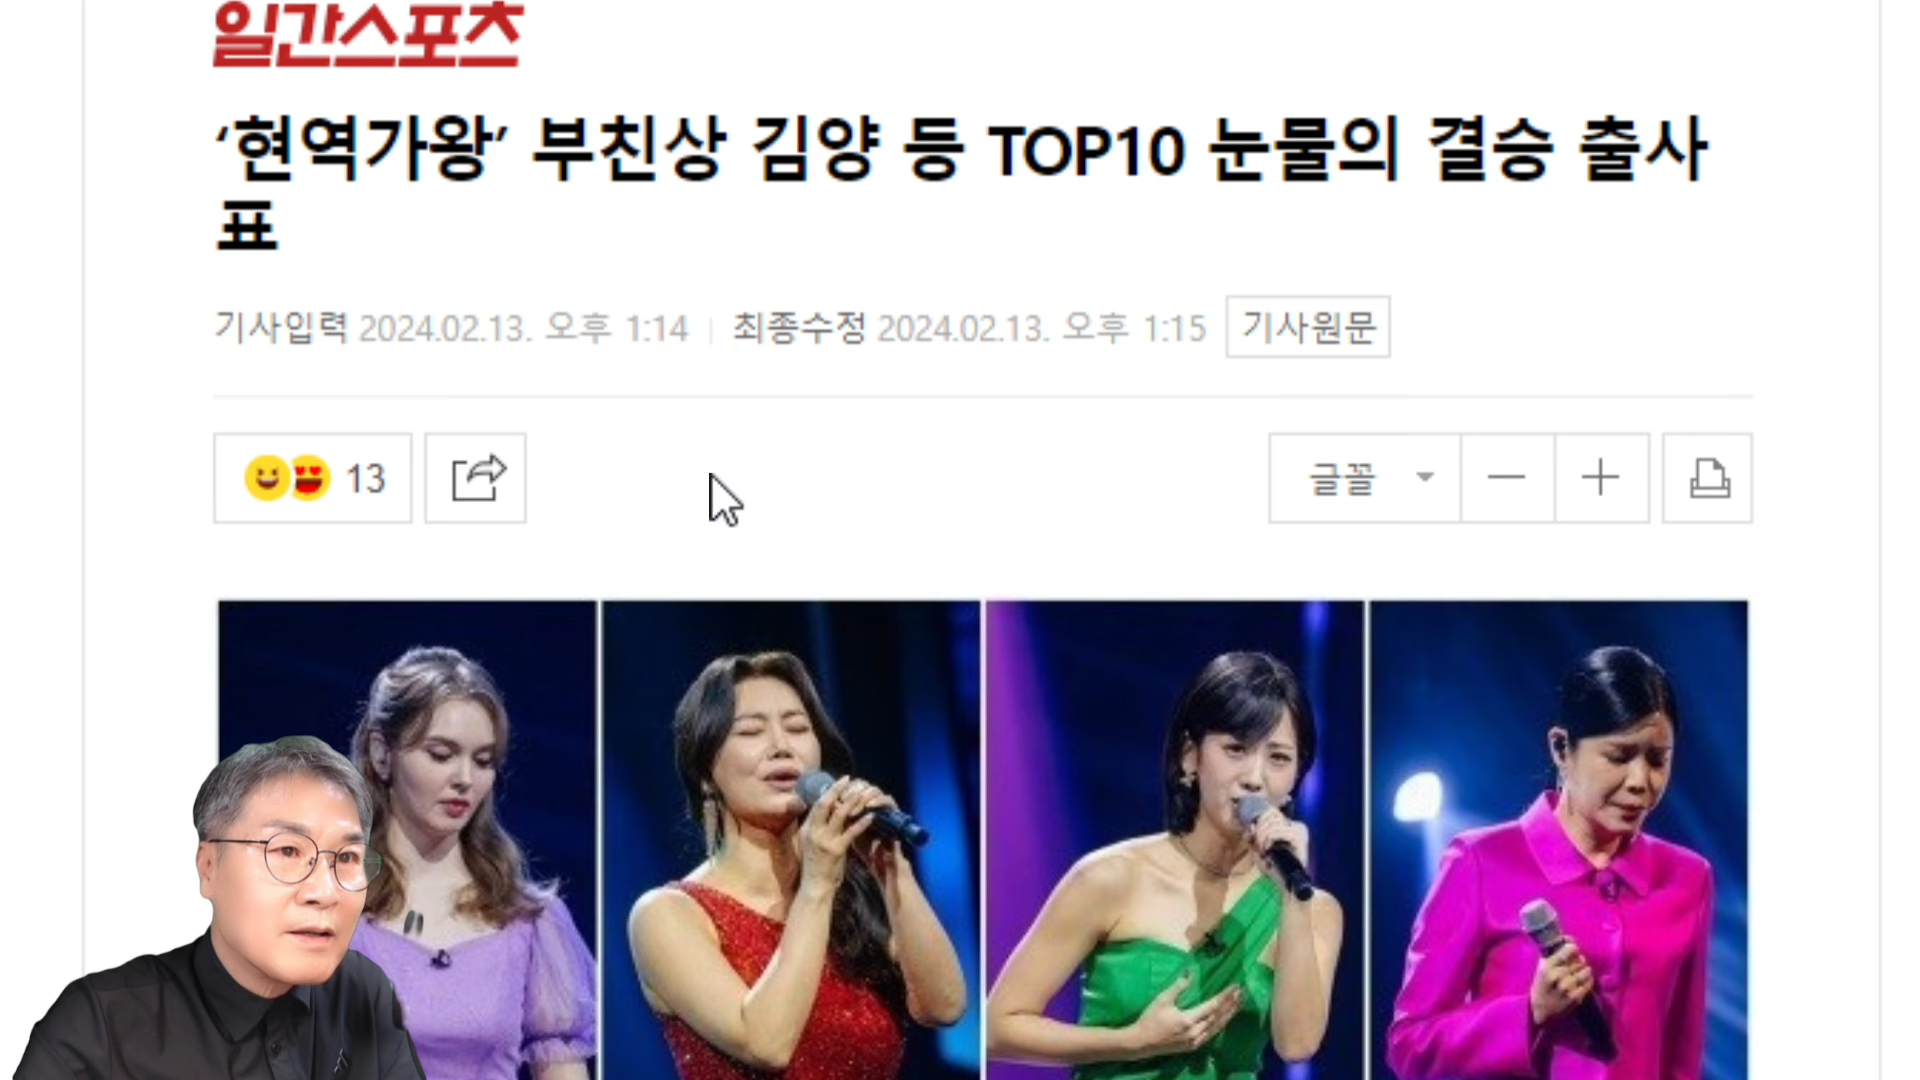 일간스포츠
‘현역가왕’ 부친상 김양 등 TOP10 눈물의 결승 출사
표
기사입력 2024.02.13. 오후 1:14 최종수정 2024.02.13. 오후 1:15 기사원문
13 글꼴